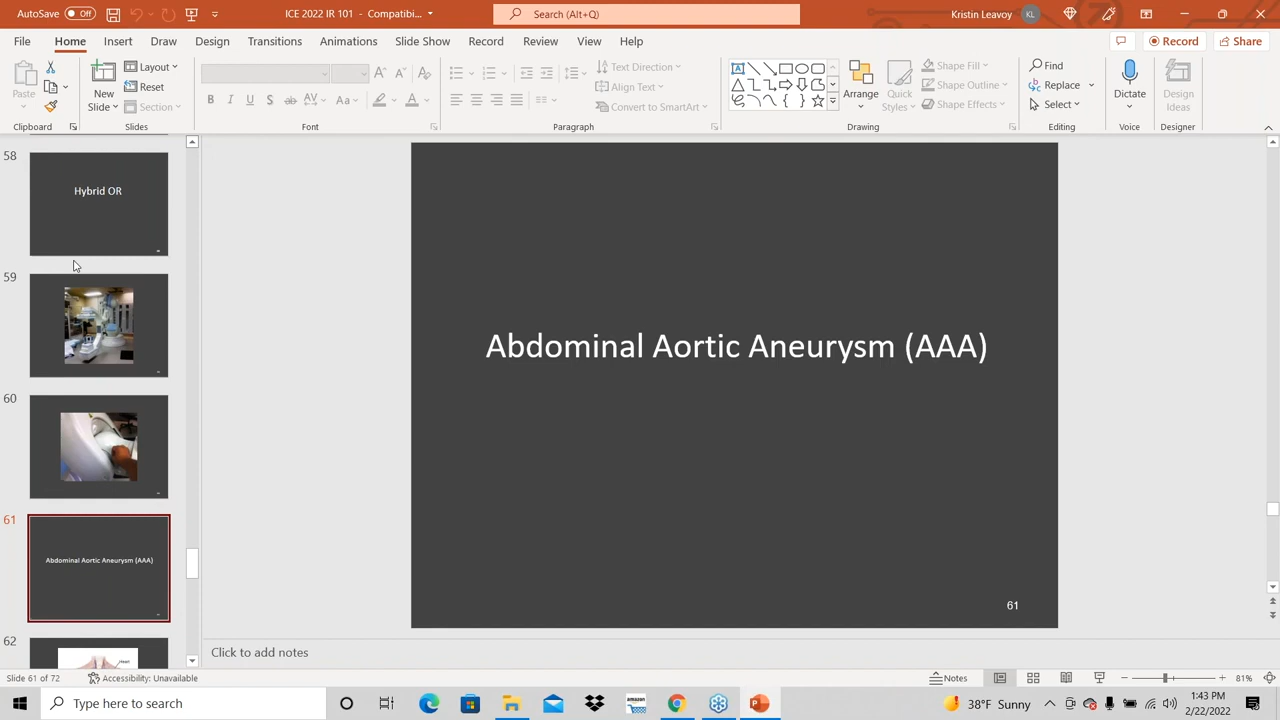 AutoSave Off
ICE 2022 IR 101 - Compatibi...
Search (Alt+Q)
Kristin Leavoy KL
File Home Insert Draw Design Transitions Animations Slide Show Record Review View Help Record Share
Paste
New
Slide
Layout
Reset
Section
B I U S ab AV Aa A
A A A
Text Direction
Align Text
Convert to SmartArt
Arrange
Quick
Styles
Shape Fill
Shape Outline
Shape Effects
Find
Replace
Select
Dictate
Design
Ideas
Clipboard Slides Font Paragraph Drawing Editing Voice Designer
58
Hybrid OR
59
60
61
Abdominal Aortic Aneurysm (AAA)
62
Heart
Abdominal Aortic Aneurysm (AAA)
61
Click to add notes
Slide 61 of 72 Accessibility: Unavailable Notes 81%
Type here to search
amazon
38°F Sunny
1:43 PM
2/22/2022